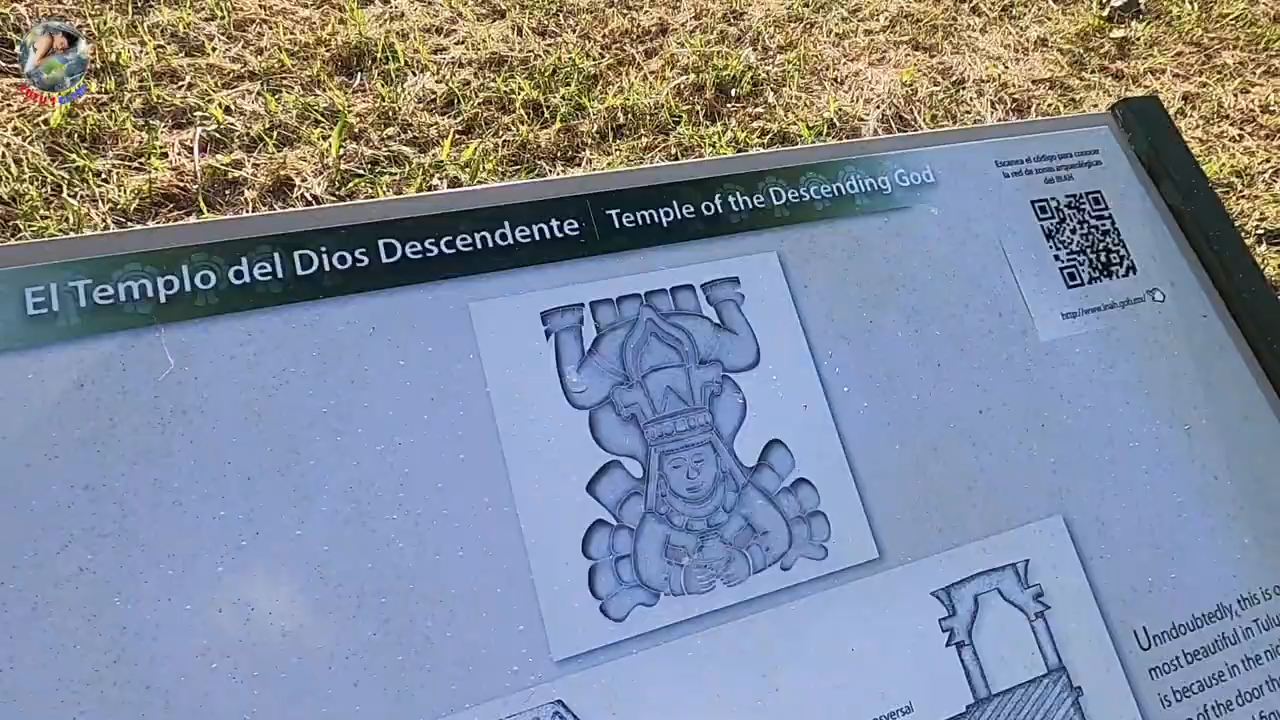 El Templo del Dios Descendente
Temple of the Descending God
Escanea el código para conocer
la red de zonas arqueológicas
del INAH
http://www.inah.gob.mx/
Unndoubtedly, this is
most beautiful in Tulu
is because in the nic
of the door th